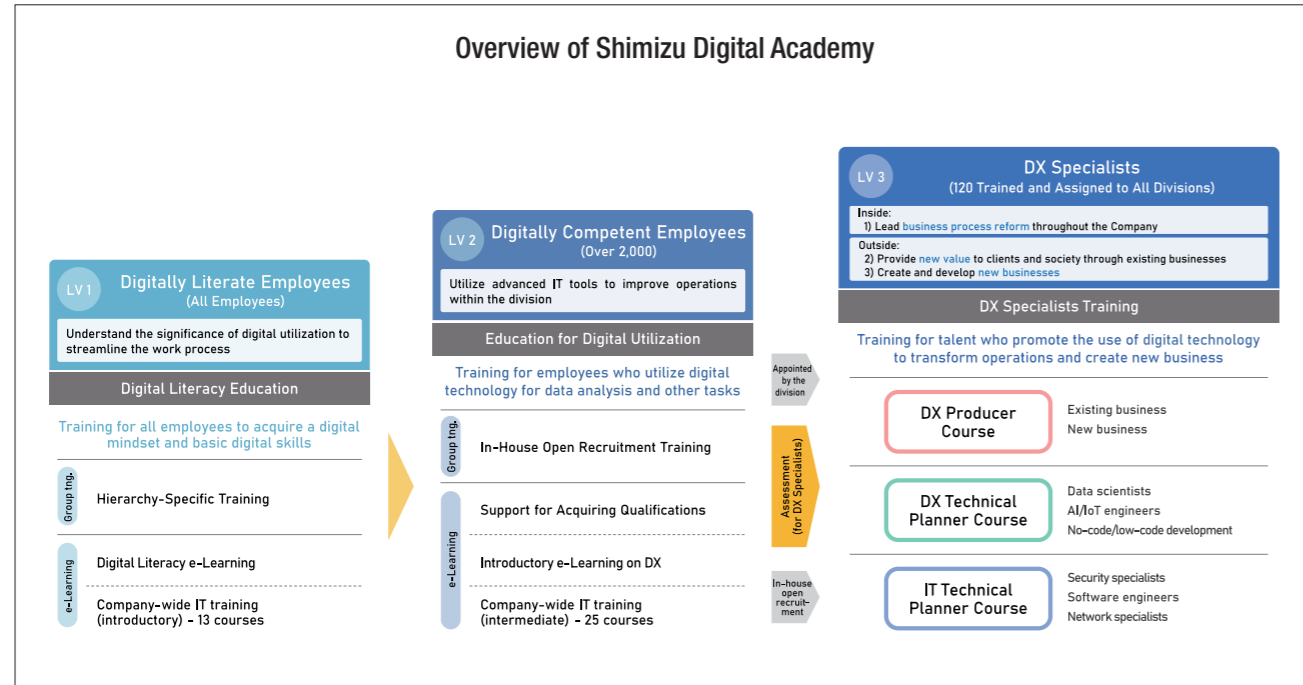 Overview of Shimizu Digital Academy
LV 1
Digitally Literate Employees
(All Employees)
Understand the significance of digital utilization to
streamline the work process
Digital Literacy Education
Training for all employees to acquire a digital
mindset and basic digital skills
Group tng.
Hierarchy-Specific Training
e-Learning
Digital Literacy e-Learning
Company-wide IT training
(introductory) - 13 courses
LV 2
Digitally Competent Employees
(Over 2,000)
Utilize advanced IT tools to improve operations
within the division
Education for Digital Utilization
Training for employees who utilize digital
technology for data analysis and other tasks
Group tng.
In-House Open Recruitment Training
e-Learning
Support for Acquiring Qualifications
Introductory e-Learning on DX
Company-wide IT training
(intermediate) - 25 courses
Appointed
by the
division
Assessment
(for DX Specialists)
In-house
open
recruit-
ment
LV 3
DX Specialists
(120 Trained and Assigned to All Divisions)
Inside:
1) Lead business process reform throughout the Company
Outside:
2) Provide new value to clients and society through existing businesses
3) Create and develop new businesses
DX Specialists Training
Training for talent who promote the use of digital technology
to transform operations and create new business
DX Producer
Course
Existing business
New business
DX Technical
Planner Course
Data scientists
AI/IoT engineers
No-code/low-code development
IT Technical
Planner Course
Security specialists
Software engineers
Network specialists